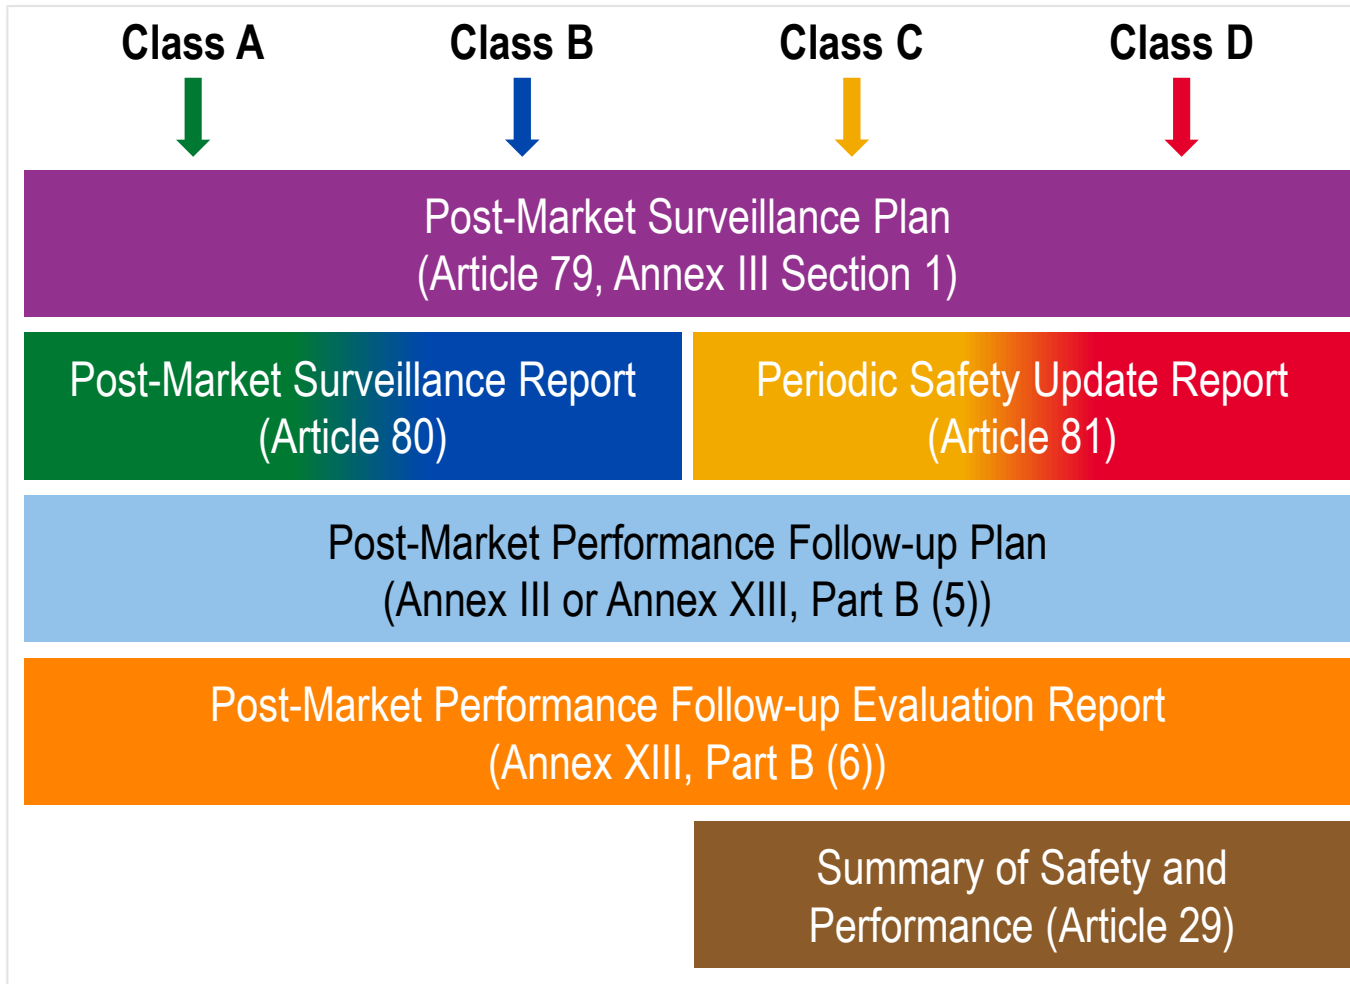 Class A
Class B
Class C
Class D
Post-Market Surveillance Plan
(Article 79, Annex III Section 1)
Post-Market Surveillance Report
(Article 80)
Periodic Safety Update Report
(Article 81)
Post-Market Performance Follow-up Plan
(Annex III or Annex XIII, Part B (5))
Post-Market Performance Follow-up Evaluation Report
(Annex XIII, Part B (6))
Summary of Safety and
Performance (Article 29)